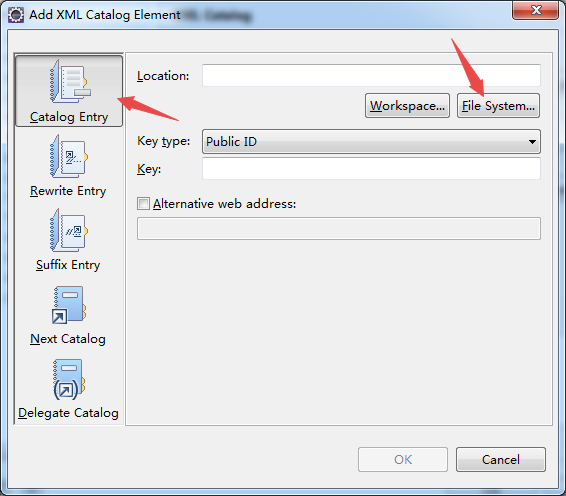 Add XML Catalog Element
Catalog Entry
Rewrite Entry
Suffix Entry
Next Catalog
Delegate Catalog
Location:
Workspace...
File System...
Key type:
Public ID
Key:
Alternative web address:
OK
Cancel